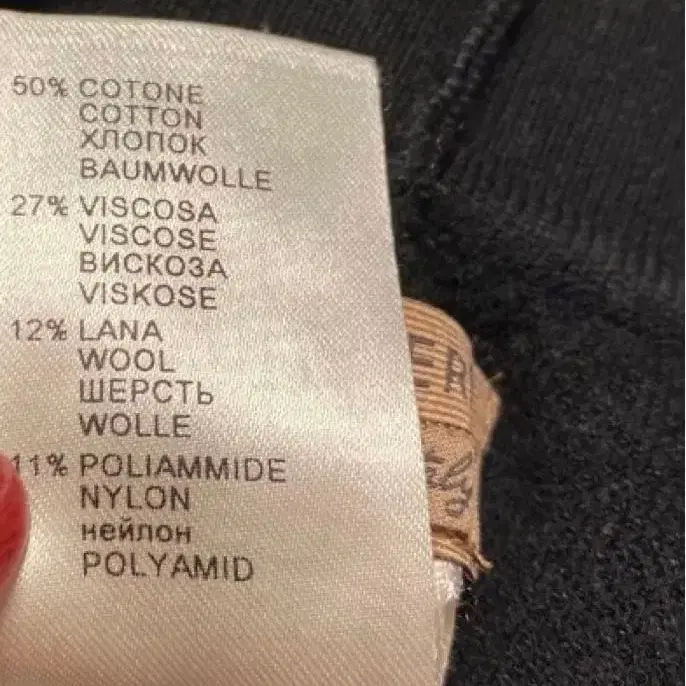 50% COTONE
COTTON
ХЛОПОК
BAUMWOLLE
27% VISCOSA
VISCOSE
ВИСКОЗА
VISKOSE
12% LANA
WOOL
ШЕРСТЬ
WOLLE
11% POLIAMMIDE
NYLON
нейлон
POLYAMID